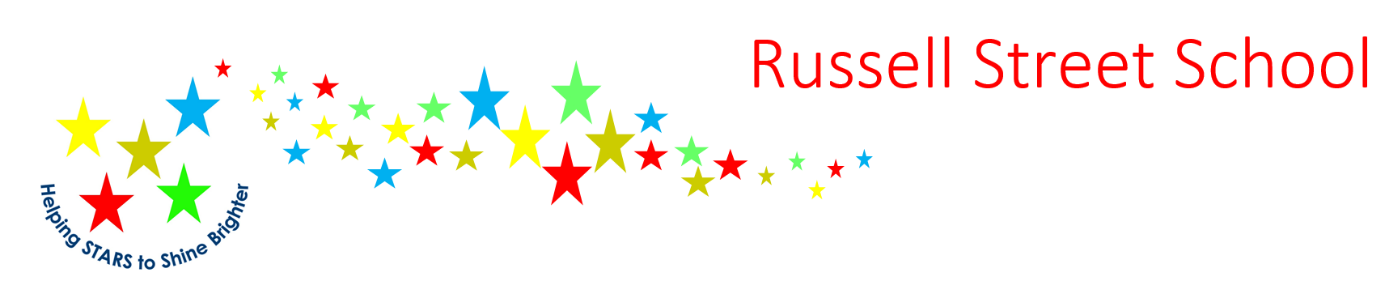 Russell Street School
Helping STARS to Shine Brighter